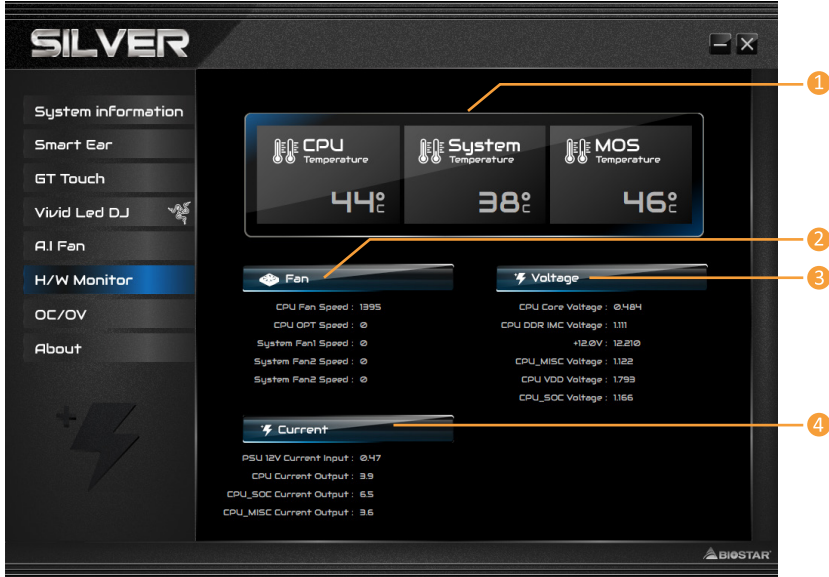 SILVER
1
System information
Smart Ear
GT Touch
Vivid Led DJ
A.I Fan
H/W Monitor
OC/OV
About
CPU
Temperature
44°C
System
Temperature
38°C
MOS
Temperature
46°C
2
3
Fan
CPU Fan Speed : 1395
CPU OPT Speed : 0
System Fan1 Speed : 0
System Fan2 Speed : 0
System Fan2 Speed : 0
Voltage
CPU Core Voltage : 0.484
CPU DDR IMC Voltage : 1.111
+12.0V : 12.210
CPU_MISC Voltage : 1.122
CPU VDD Voltage : 1.793
CPU_SOC Voltage : 1.166
4
Current
PSU 12V Current Input : 0.47
CPU Current Output : 3.9
CPU_SOC Current Output : 6.5
CPU_MISC Current Output : 3.6
BIOSTAR